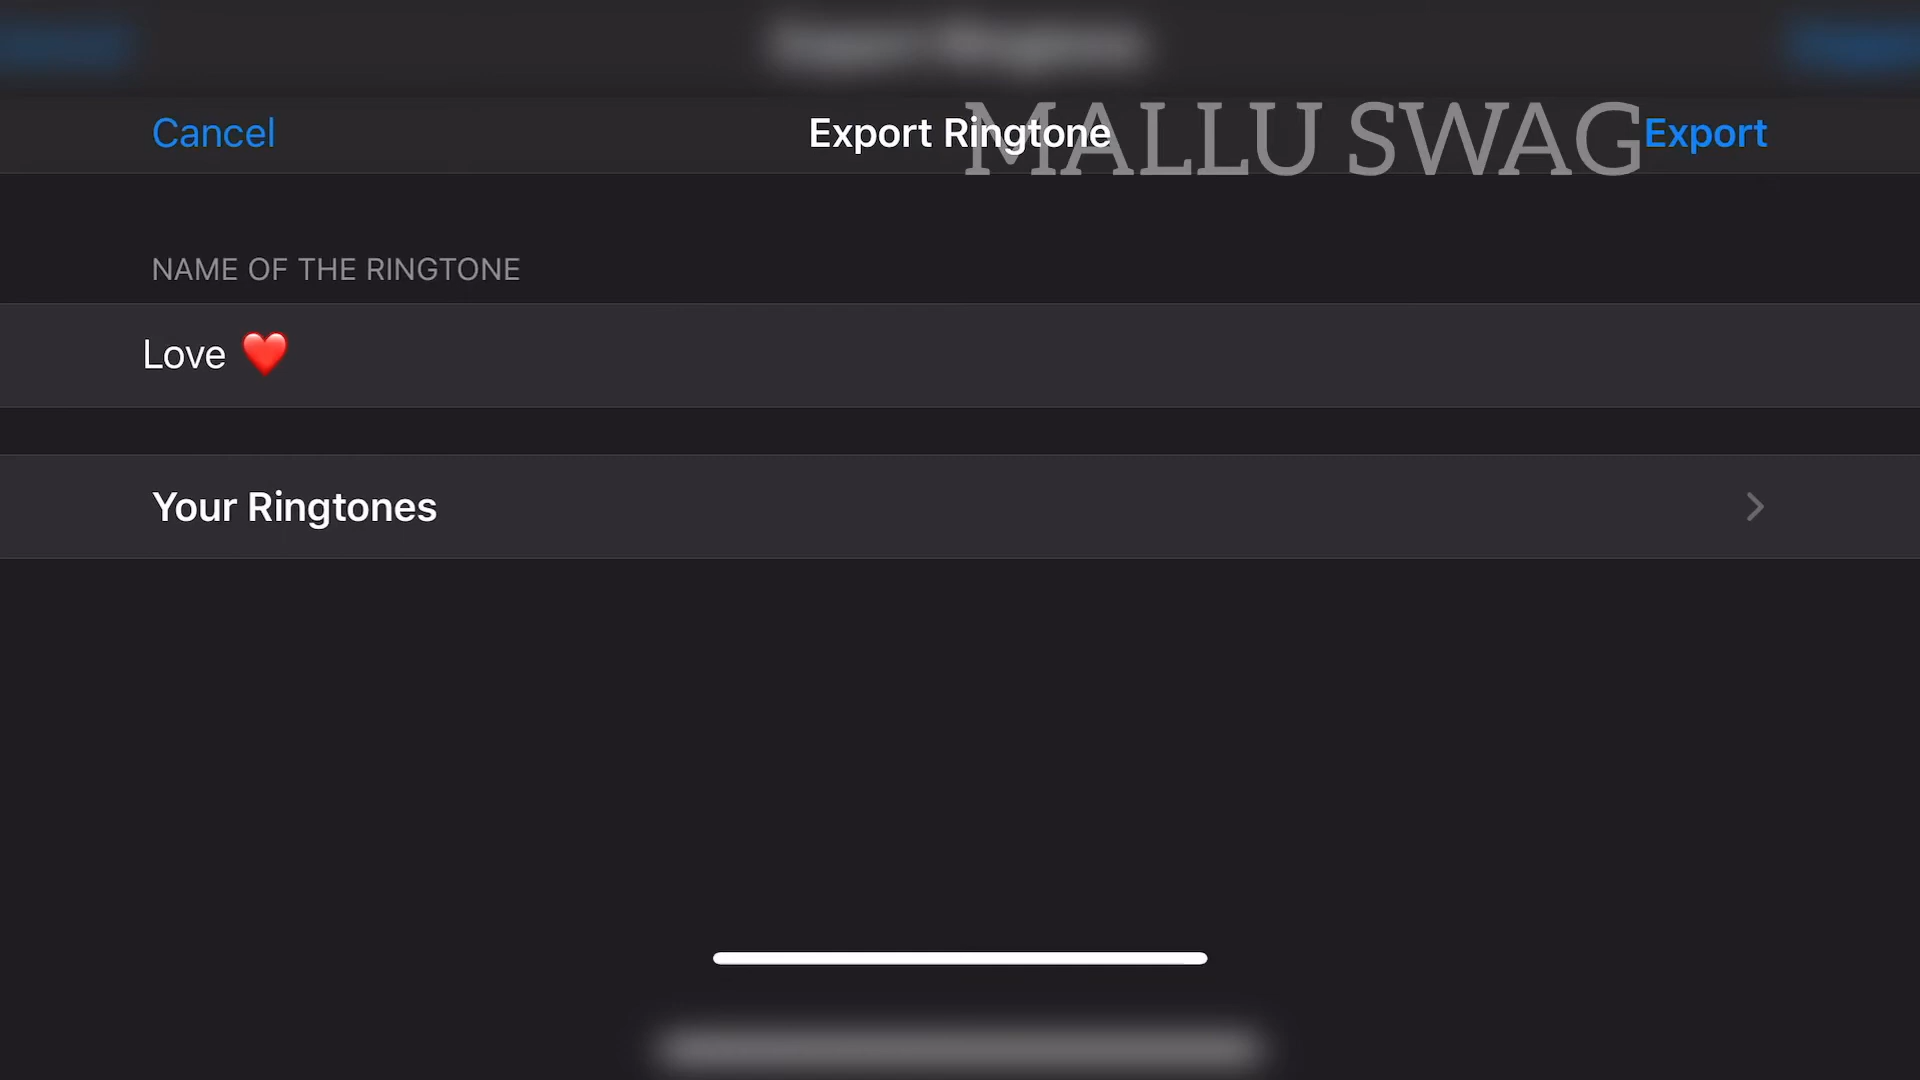 Cancel
Export Ringtone
MALLU SWAG
Export
NAME OF THE RINGTONE
Love ❤️
Your Ringtones